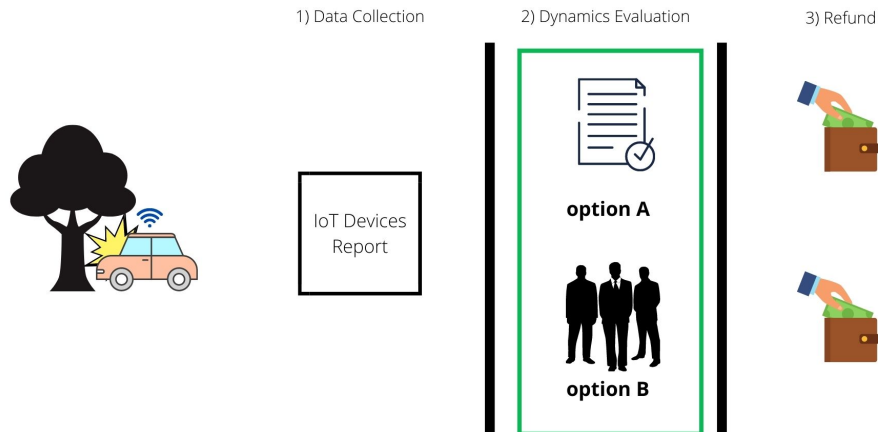 1) Data Collection
2) Dynamics Evaluation
3) Refund
IoT Devices
Report
option A
option B